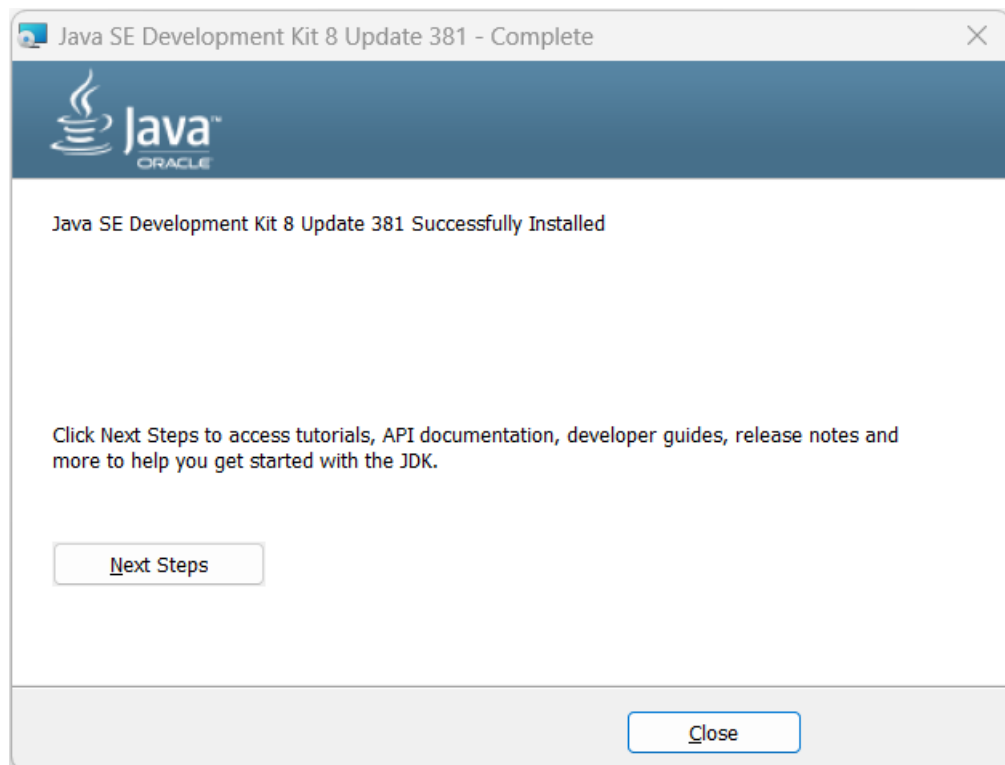 Java SE Development Kit 8 Update 381 - Complete
Java™
ORACLE
Java SE Development Kit 8 Update 381 Successfully Installed
Click Next Steps to access tutorials, API documentation, developer guides, release notes and
more to help you get started with the JDK.
Next Steps
Close